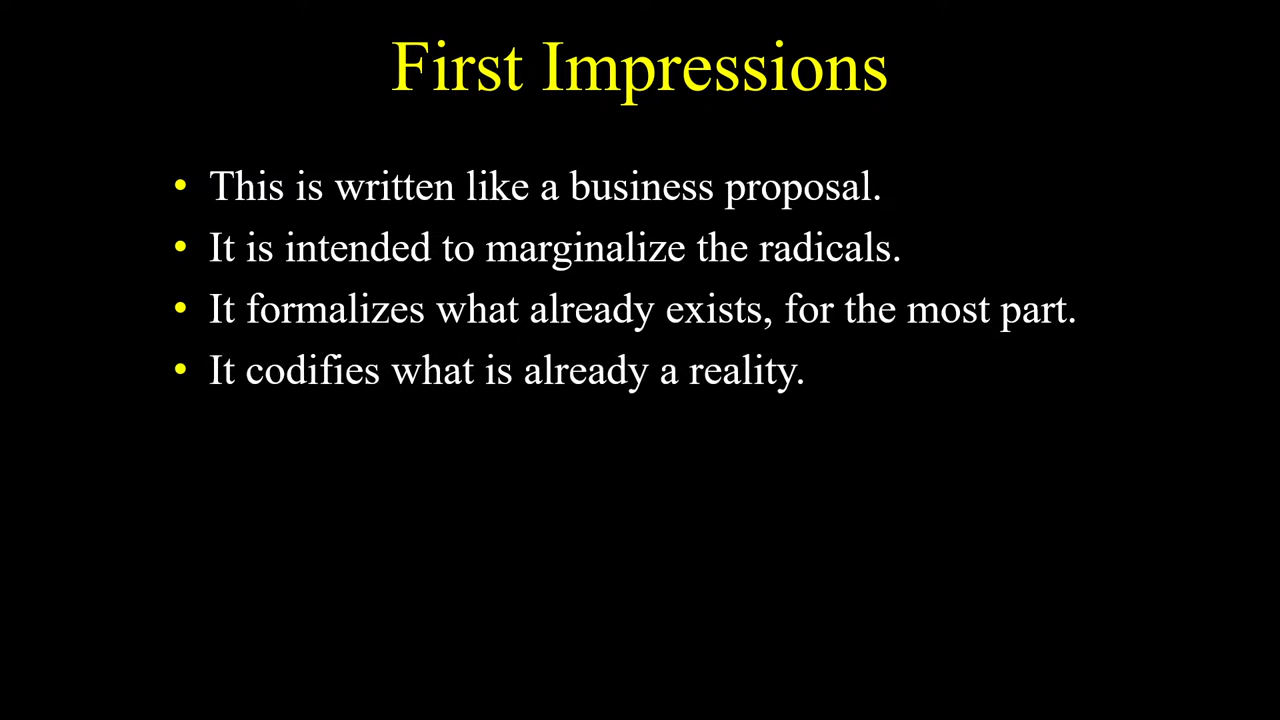 First Impressions
• This is written like a business proposal.
• It is intended to marginalize the radicals.
• It formalizes what already exists, for the most part.
• It codifies what is already a reality.